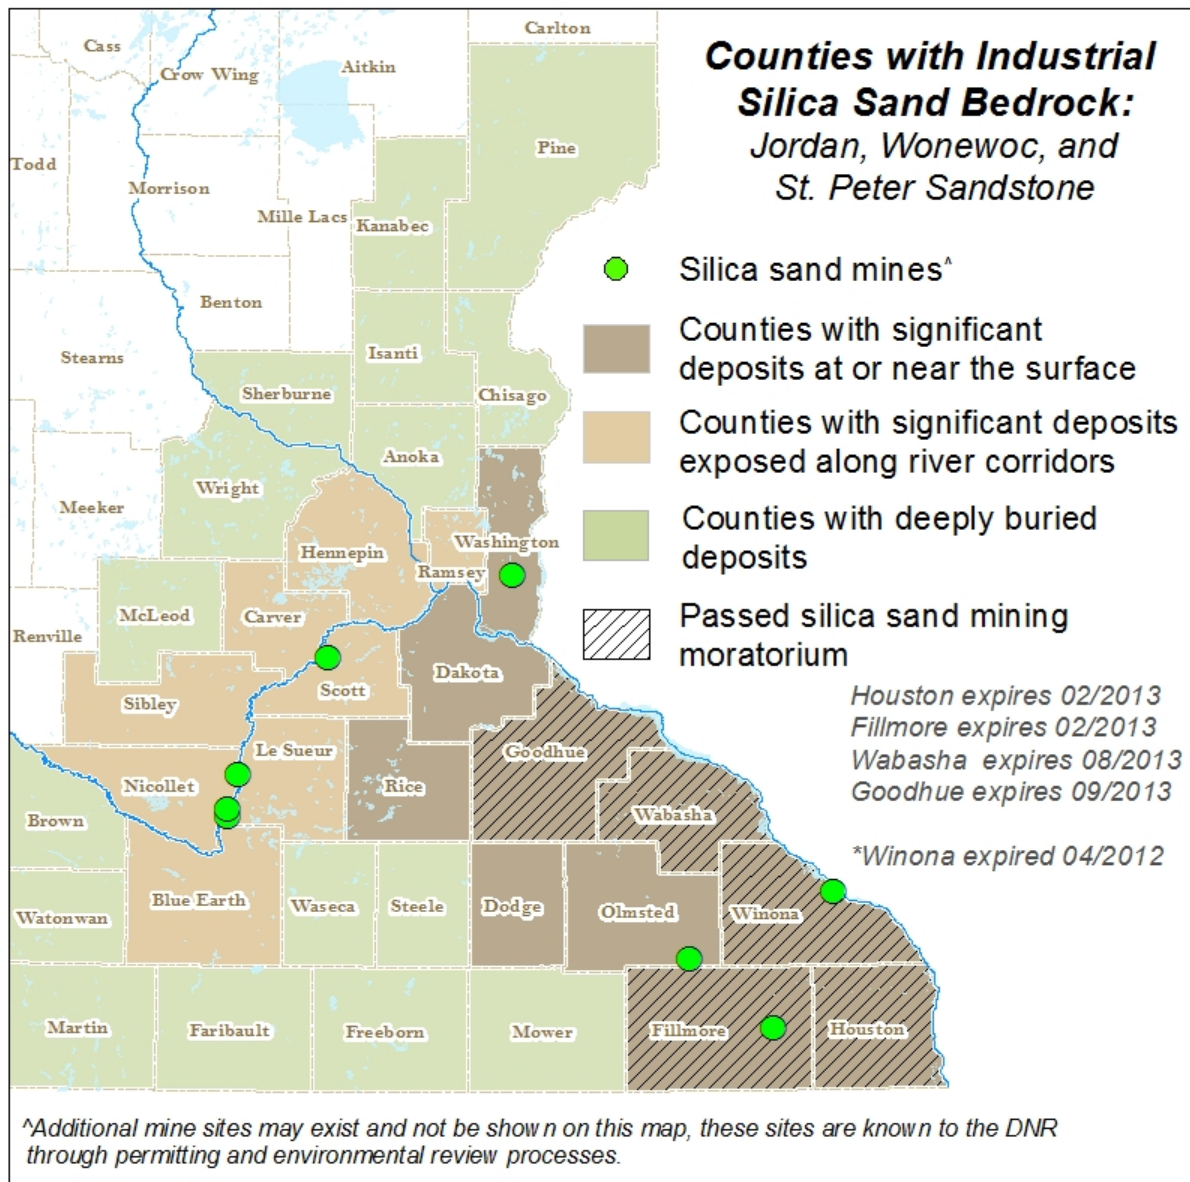 Counties with Industrial
Silica Sand Bedrock:
Jordan, Wonewoc, and
St. Peter Sandstone
Silica sand mines^
Counties with significant
deposits at or near the surface
Counties with significant deposits
exposed along river corridors
Counties with deeply buried
deposits
Passed silica sand mining
moratorium
Houston expires 02/2013
Fillmore expires 02/2013
Wabasha expires 08/2013
Goodhue expires 09/2013
*Winona expired 04/2012
Carlton
Cass
Aitkin
Crow Wing
Pine
Todd
Morrison
Mille Lacs
Kanabec
Benton
Isanti
Stearns
Sherburne
Chisago
Anoka
Wright
Meeker
Washington
Hennepin
Ramsey
McLeod
Carver
Renville
Dakota
Scott
Sibley
Le Sueur
Goodhue
Nicollet
Rice
Wabasha
Brown
Blue Earth
Waseca
Steele
Dodge
Olmsted
Winona
Watonwan
Martin
Faribault
Freeborn
Mower
Fillmore
Houston
^Additional mine sites may exist and not be shown on this map, these sites are known to the DNR
through permitting and environmental review processes.